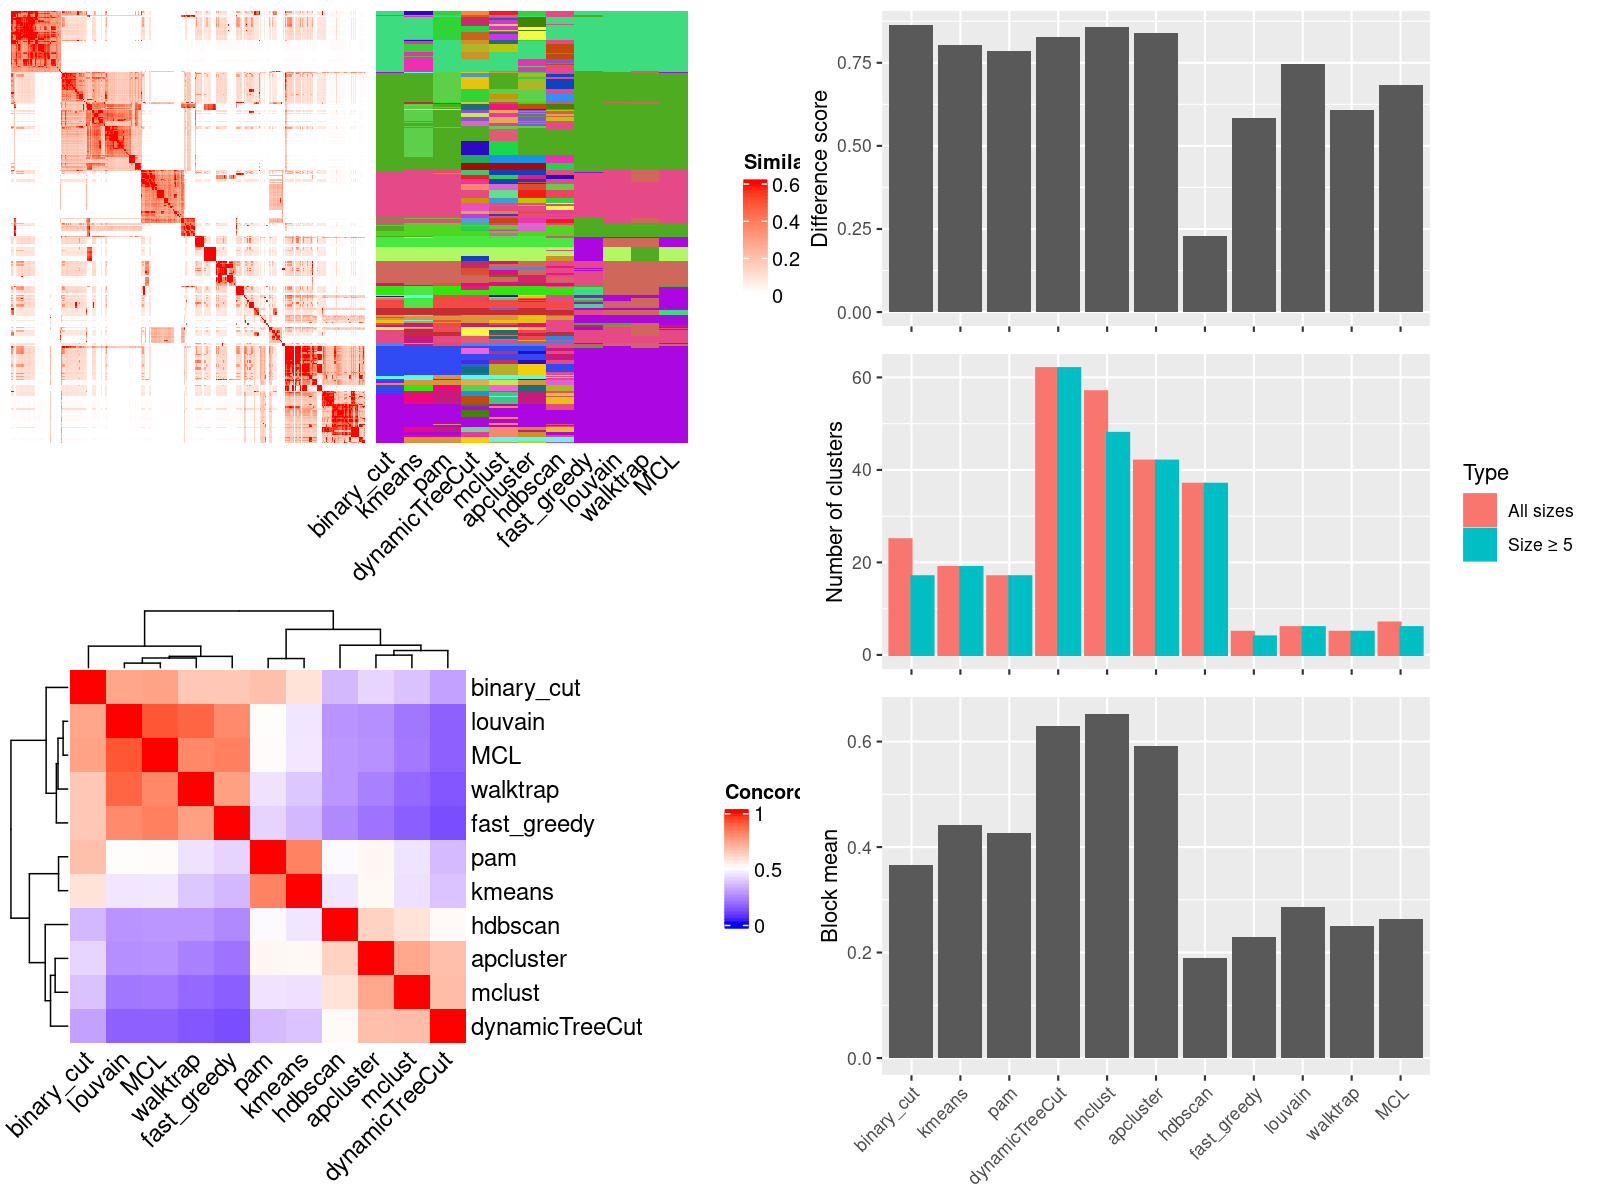 Simila
0.6
0.4
0.2
0
binary_cut
kmeans
pam
dynamicTreeCut
mclust
apcluster
hdbscan
fast_greedy
louvain
walktrap
MCL
binary_cut
louvain
MCL
walktrap
fast_greedy
pam
kmeans
hdbscan
apcluster
mclust
dynamicTreeCut
Concord
1
0.5
0
binary_cut
louvain
MCL
walktrap
fast_greedy
pam
kmeans
hdbscan
apcluster
mclust
dynamicTreeCut
Difference score
0.75
0.50
0.25
0.00
Number of clusters
60
40
20
0
Type
All sizes
Size ≥ 5
Block mean
0.6
0.4
0.2
0.0
binary_cut
kmeans
pam
dynamicTreeCut
mclust
apcluster
hdbscan
fast_greedy
louvain
walktrap
MCL